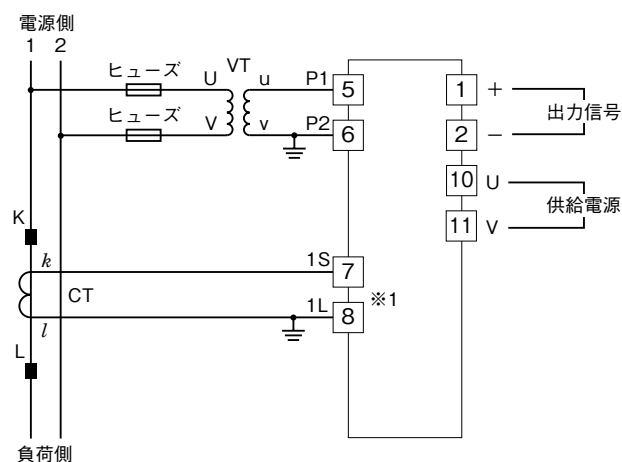 電源側
1 2
ヒューズ U VT u P1 5 1 +
出力信号
ヒューズ V v P2 6 2 −
10 U
供給電源
11 V
K
k 1S 7
CT ※1
l 1L 8
L
負荷側